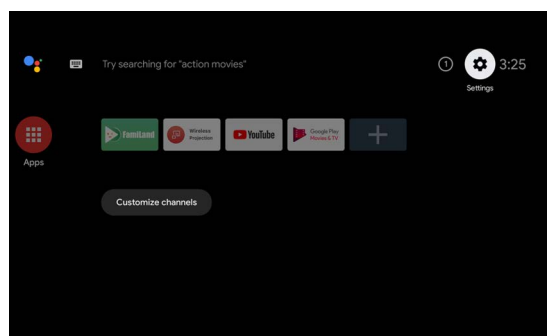 Try searching for "action movies"
1
3:25
Settings
Apps
FamiLand
Wireless
Projection
YouTube
Google Play
Movies & TV
Customize channels